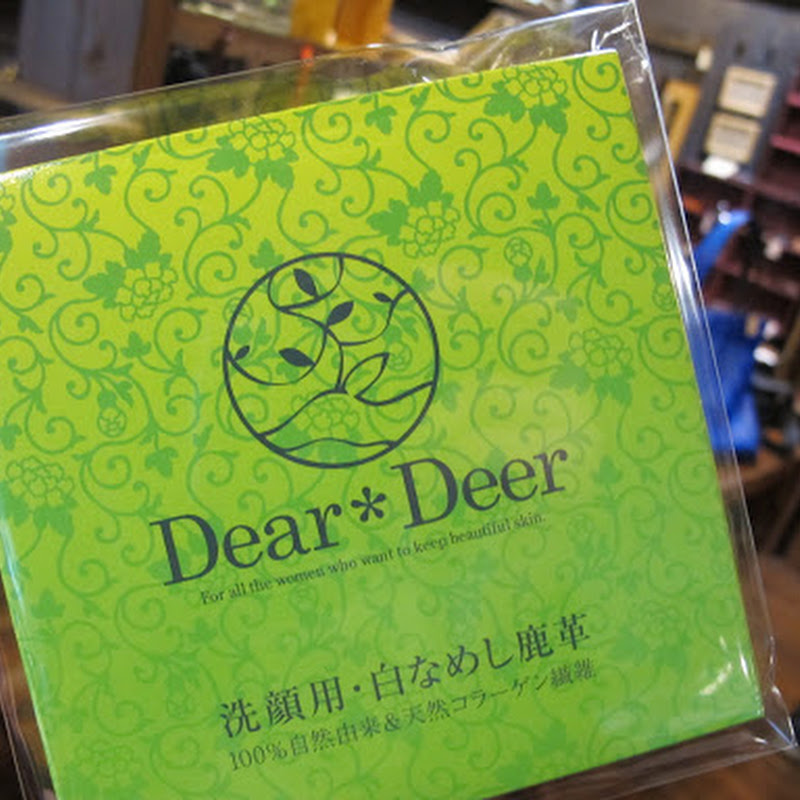 Dear*Deer
For all the women who want to keep beautiful skin.
洗顔用・白なめし鹿革
100%自然由来&天然コラーゲン繊維